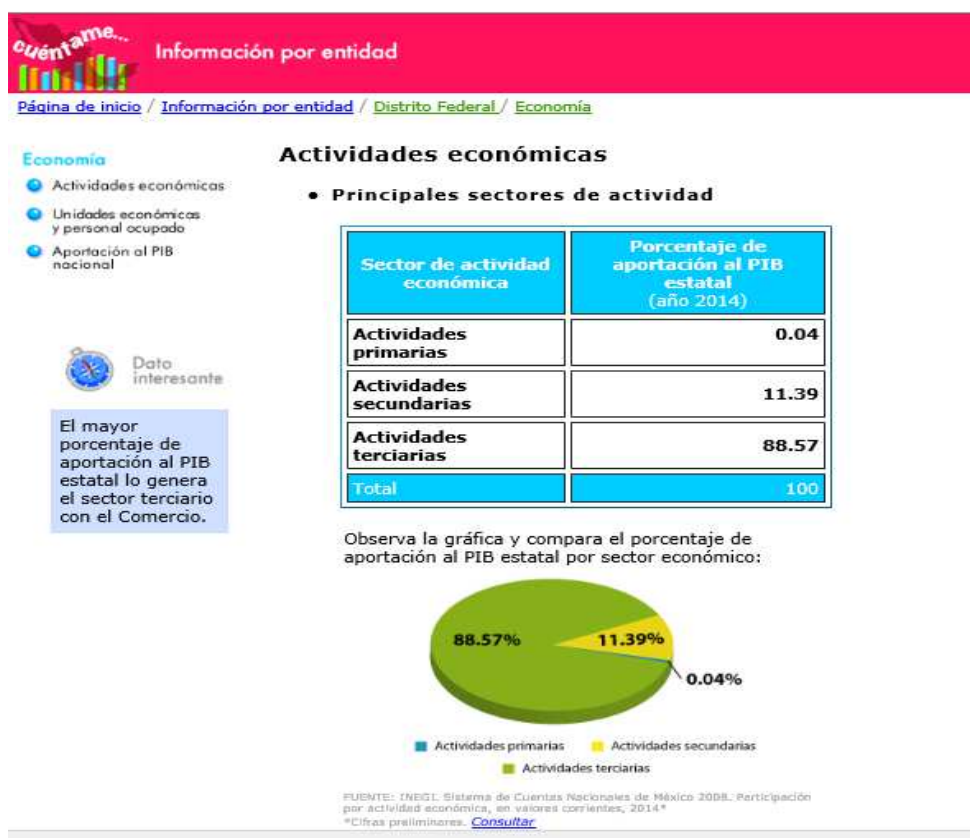 cuéntame...
Información por entidad
Página de inicio / Información por entidad / Distrito Federal / Economía
Economía
Actividades económicas
Unidades económicas
y personal ocupado
Aportación al PIB
nacional
Dato
interesante
El mayor
porcentaje de
aportación al PIB
estatal lo genera
el sector terciario
con el Comercio.
Actividades económicas
• Principales sectores de actividad
Sector de actividad
económica
Porcentaje de
aportación al PIB
estatal
(año 2014)
Actividades
primarias
0.04
Actividades
secundarias
11.39
Actividades
terciarias
88.57
Total 100
Observa la gráfica y compara el porcentaje de
aportación al PIB estatal por sector económico:
88.57%
11.39%
0.04%
Actividades primarias
Actividades secundarias
Actividades terciarias
FUENTE: INEGI. Sistema de Cuentas Nacionales de México 2008. Participación
por actividad económica, en valores corrientes, 2014*
*Cifras preliminares. Consultar